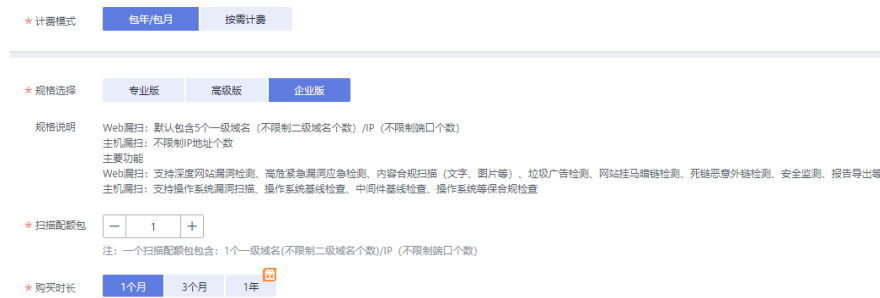 * 计费模式 包年/包月 按需计费
* 规格选择 专业版 高级版 企业版
规格说明 Web漏扫：默认包含5个一级域名（不限制二级域名个数）/IP（不限制端口个数）
主机漏扫：不限制IP地址个数
主要功能
Web漏扫：支持深度网站漏洞检测、高危紧急漏洞应急检测、内容合规扫描（文字、图片等）、垃圾广告检测、网站挂马暗链检测、死链恶意外链检测、安全监测、报告导出等
主机漏扫：支持操作系统漏洞扫描、操作系统基线检查、中间件基线检查、操作系统等保合规检查
* 扫描配额包 — 1 +
注：一个扫描配额包包含：1个一级域名(不限制二级域名个数)/IP（不限制端口个数）
* 购买时长 1个月 3个月 1年